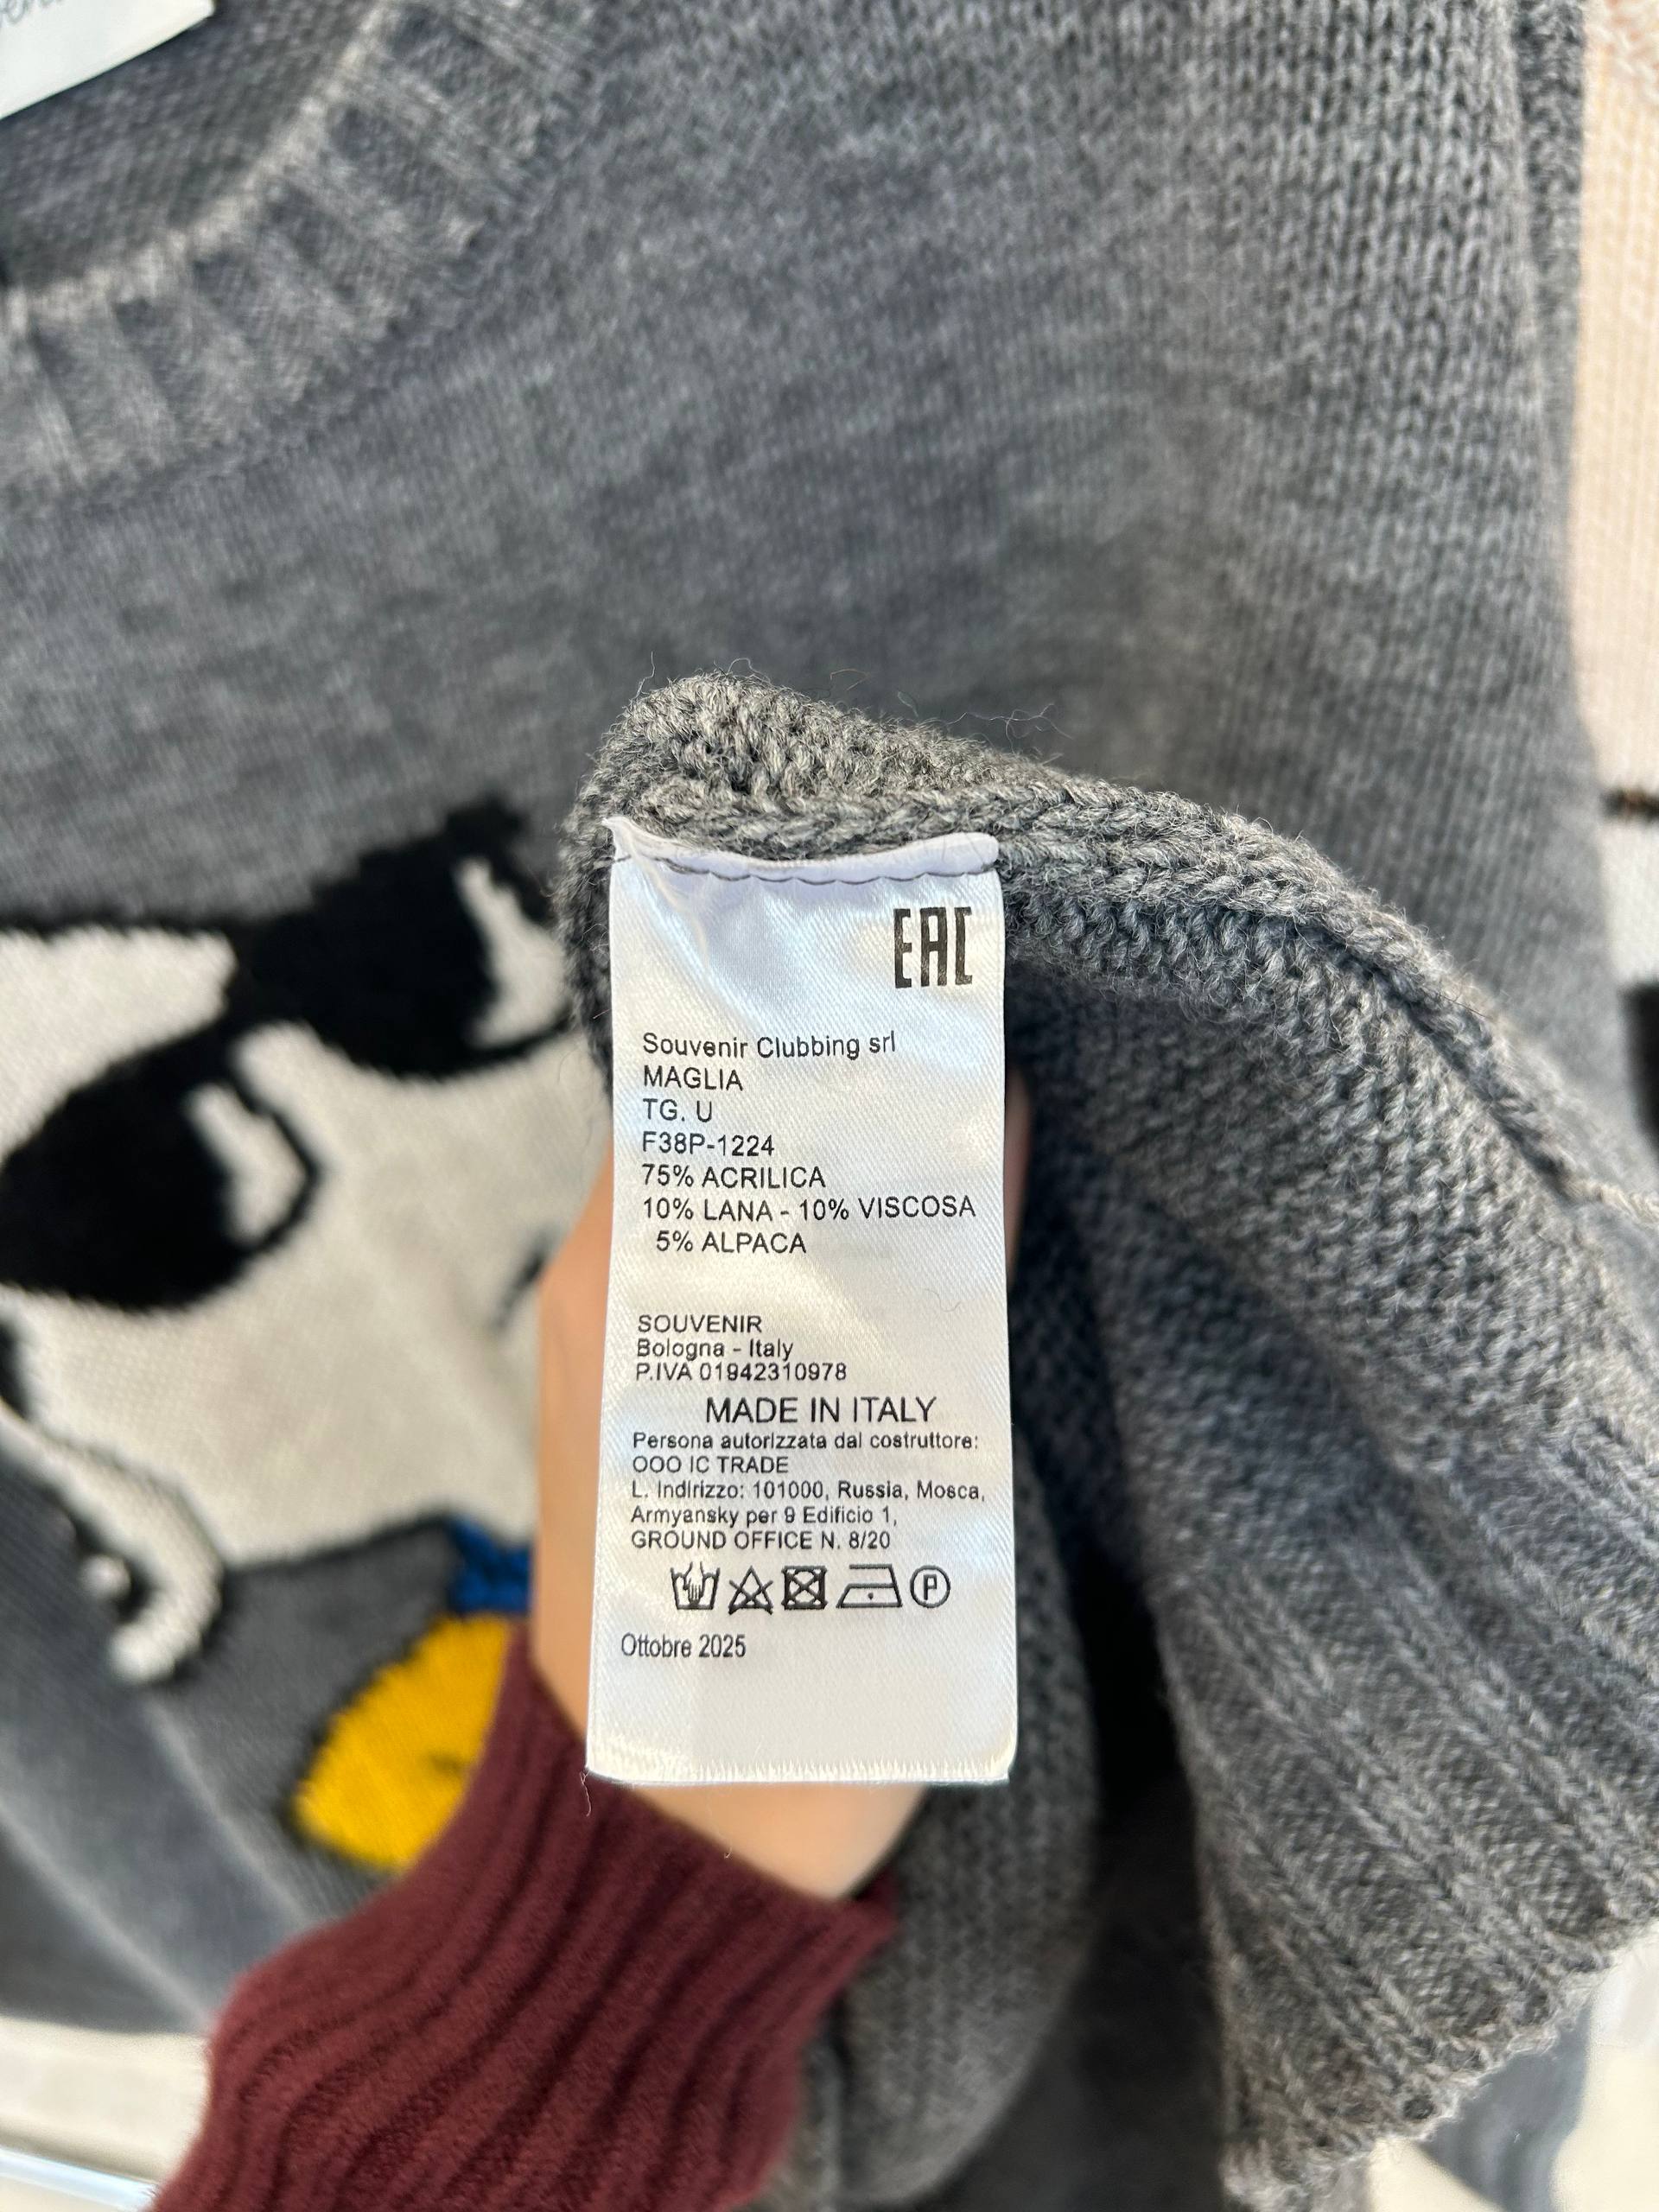 EAC
Souvenir Clubbing srl
MAGLIA
TG. U
F38P-1224
75% ACRILICA
10% LANA - 10% VISCOSA
5% ALPACA
SOUVENIR
Bologna - Italy
P.IVA 01942310978
MADE IN ITALY
Persona autorizzata dal costruttore:
OOO IC TRADE
L. Indirizzo: 101000, Russia, Mosca,
Armyansky per 9 Edificio 1,
GROUND OFFICE N. 8/20
P
Ottobre 2025